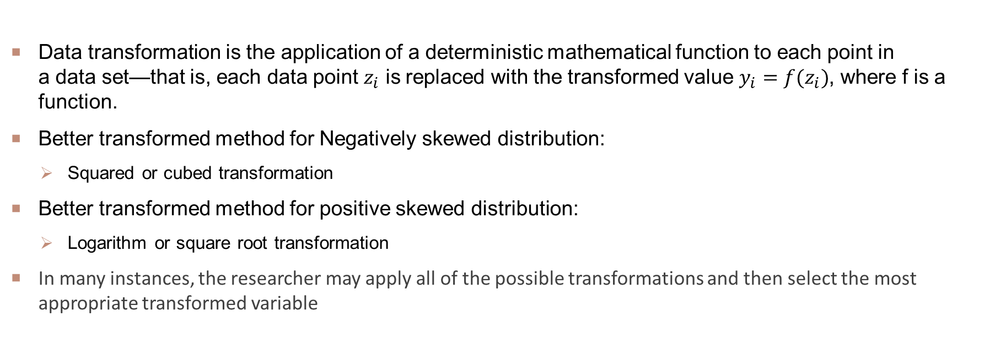 Data transformation is the application of a deterministic mathematical function to each point in
a data set—that is, each data point 𝑧ᵢ is replaced with the transformed value 𝑦ᵢ = 𝑓(𝑧ᵢ), where f is a
function.
Better transformed method for Negatively skewed distribution:
Squared or cubed transformation
Better transformed method for positive skewed distribution:
Logarithm or square root transformation
In many instances, the researcher may apply all of the possible transformations and then select the most
appropriate transformed variable